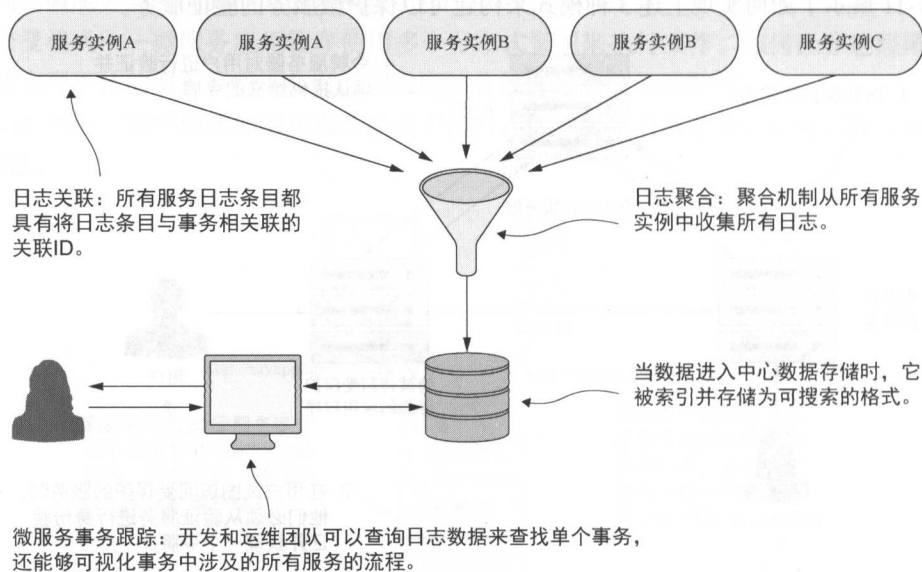 服务实例A
服务实例A
服务实例B
服务实例B
服务实例C
日志关联：所有服务日志条目都
具有将日志条目与事务相关联的
关联ID。
日志聚合：聚合机制从所有服务
实例中收集所有日志。
当数据进入中心数据存储时，它
被索引并存储为可搜索的格式。
微服务事务跟踪：开发和运维团队可以查询日志数据来查找单个事务，
还能够可视化事务中涉及的所有服务的流程。